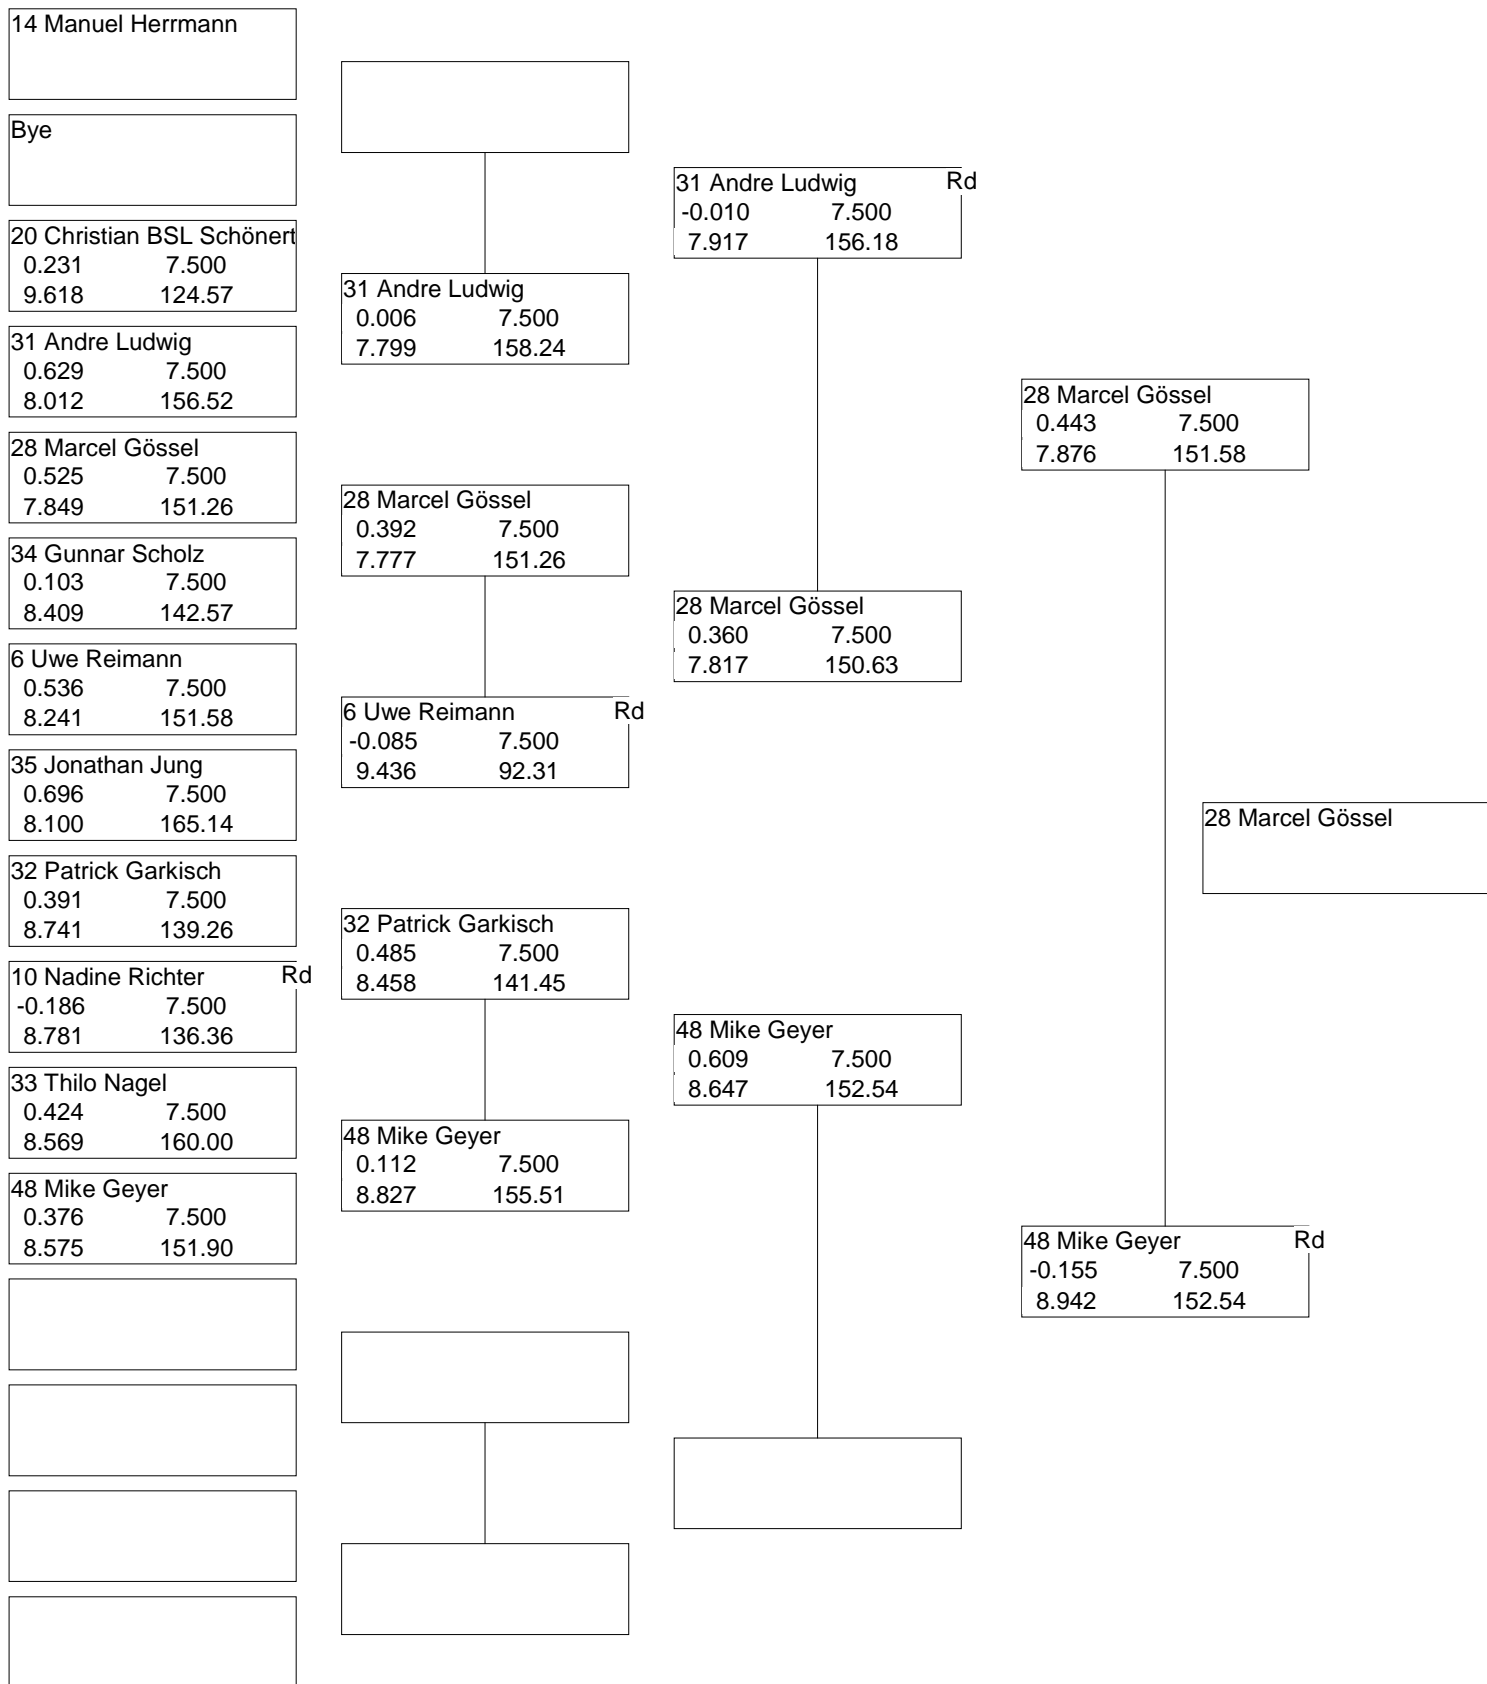 14 Manuel Herrmann
Bye
20 Christian BSL Schönert
0.231 7.500
9.618 124.57
31 Andre Ludwig
0.629 7.500
8.012 156.52
28 Marcel Gössel
0.525 7.500
7.849 151.26
34 Gunnar Scholz
0.103 7.500
8.409 142.57
6 Uwe Reimann
0.536 7.500
8.241 151.58
35 Jonathan Jung
0.696 7.500
8.100 165.14
32 Patrick Garkisch
0.391 7.500
8.741 139.26
10 Nadine Richter Rd
-0.186 7.500
8.781 136.36
33 Thilo Nagel
0.424 7.500
8.569 160.00
48 Mike Geyer
0.376 7.500
8.575 151.90
31 Andre Ludwig
0.006 7.500
7.799 158.24
28 Marcel Gössel
0.392 7.500
7.777 151.26
6 Uwe Reimann Rd
-0.085 7.500
9.436 92.31
32 Patrick Garkisch
0.485 7.500
8.458 141.45
48 Mike Geyer
0.112 7.500
8.827 155.51
31 Andre Ludwig Rd
-0.010 7.500
7.917 156.18
28 Marcel Gössel
0.360 7.500
7.817 150.63
48 Mike Geyer
0.609 7.500
8.647 152.54
28 Marcel Gössel
0.443 7.500
7.876 151.58
48 Mike Geyer Rd
-0.155 7.500
8.942 152.54
28 Marcel Gössel